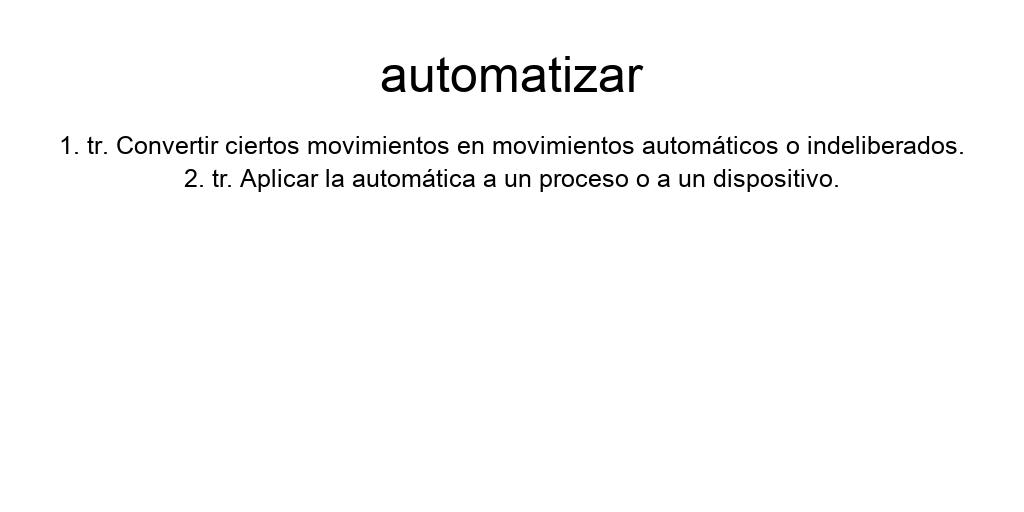 automatizar
1. tr. Convertir ciertos movimientos en movimientos automáticos o indeliberados.
2. tr. Aplicar la automática a un proceso o a un dispositivo.